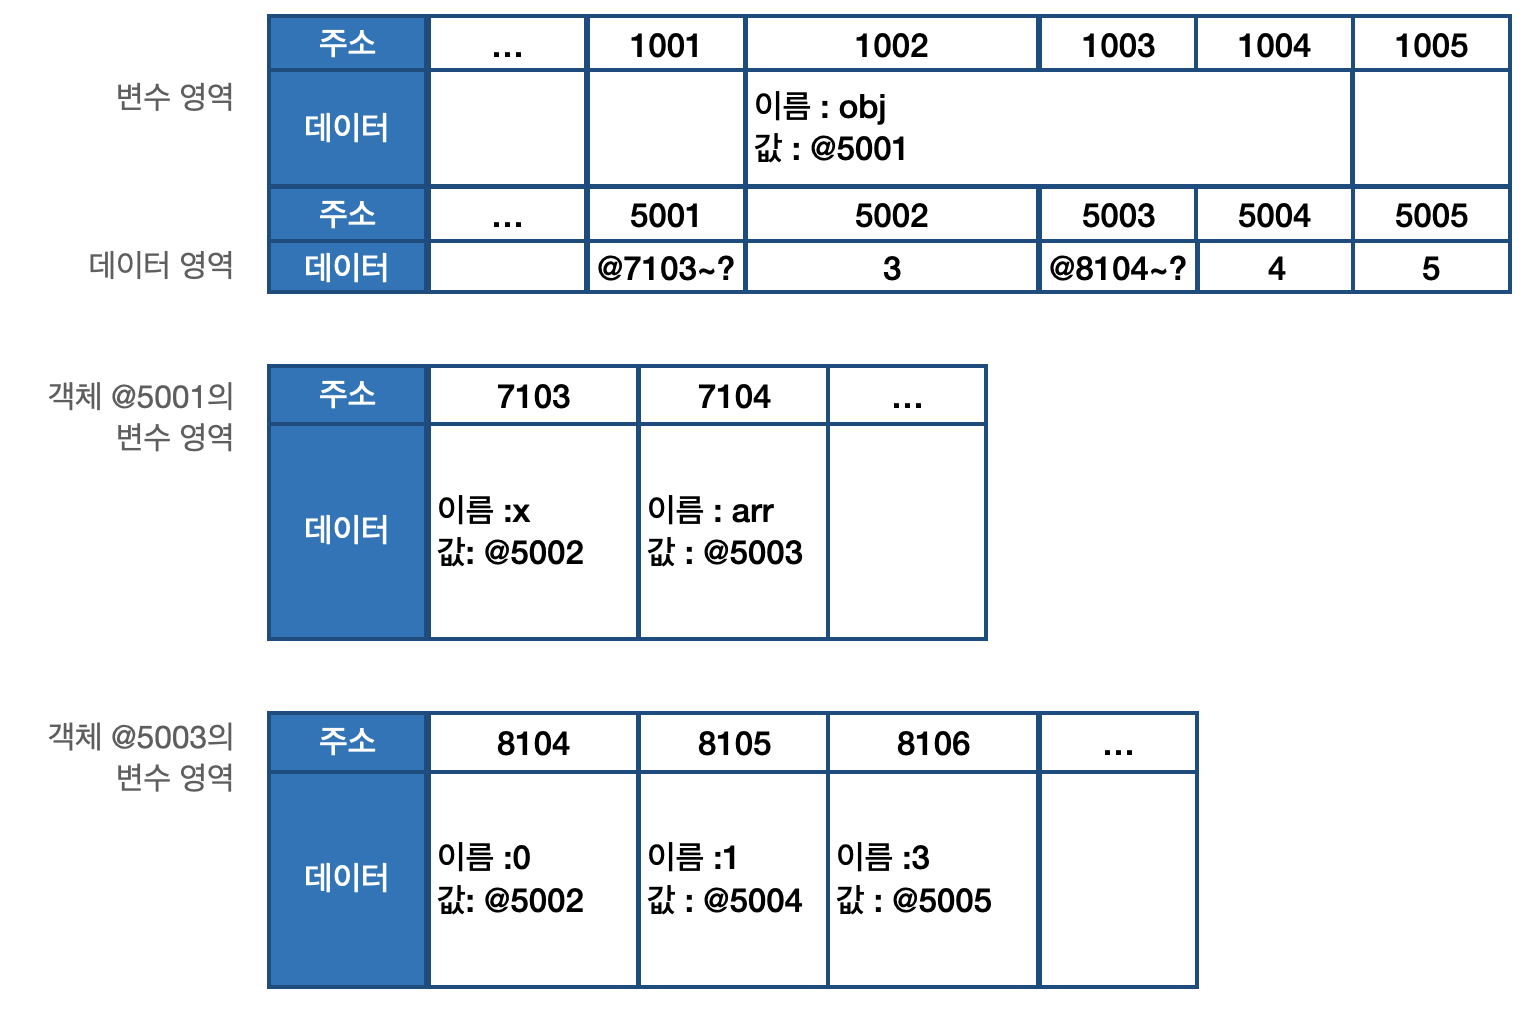 주소 ... 1001 1002 1003 1004 1005
변수 영역
데이터
이름 : obj
값 : @5001
주소 ... 5001 5002 5003 5004 5005
데이터 영역 데이터 @7103~? 3 @8104~? 4 5
객체 @5001의
변수 영역
주소 7103 7104 ...
데이터
이름 :x
값: @5002
이름 : arr
값 : @5003
객체 @5003의
변수 영역
주소 8104 8105 8106 ...
데이터
이름 :0
값: @5002
이름 :1
값 : @5004
이름 :3
값 : @5005